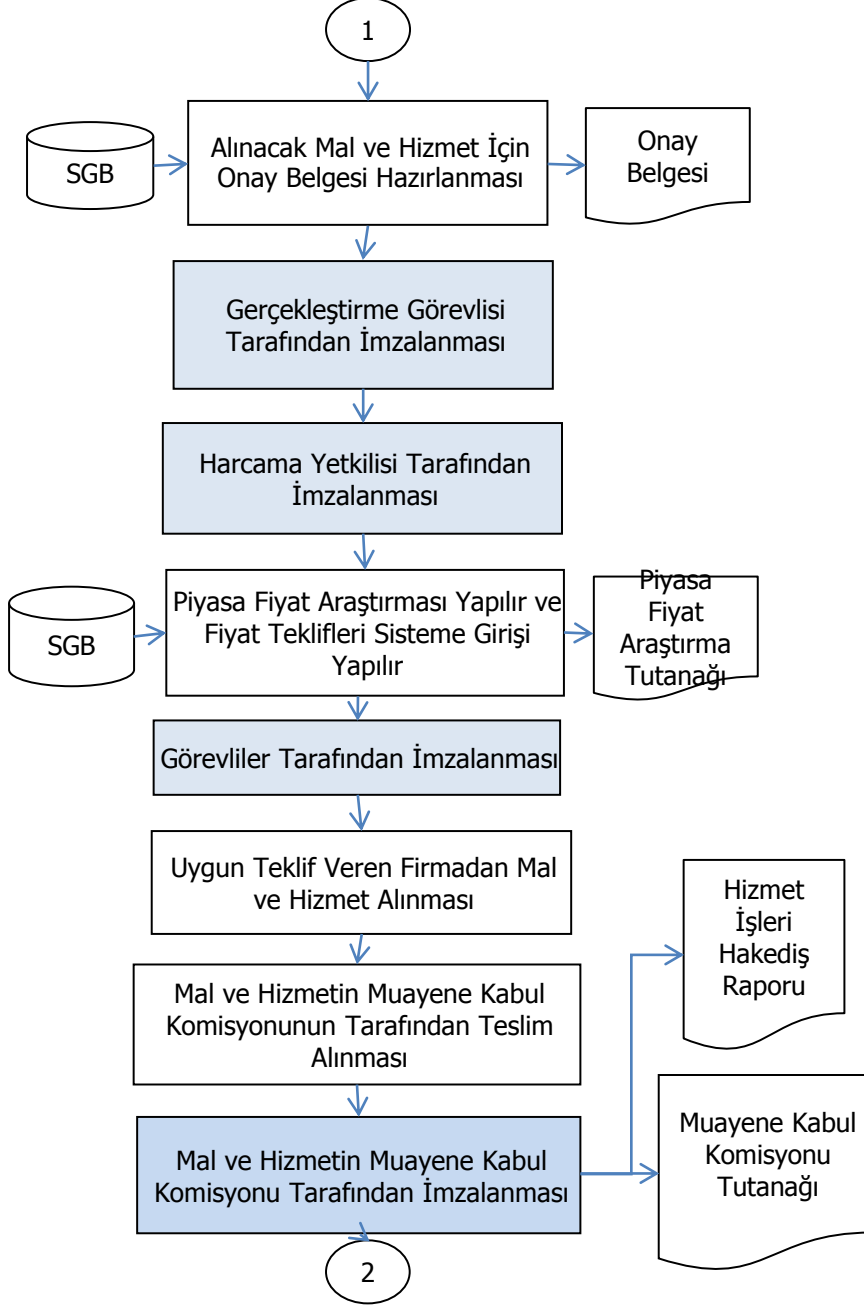 1
SGB
Alınacak Mal ve Hizmet İçin
Onay Belgesi Hazırlanması
Onay
Belgesi
Gerçekleştirme Görevlisi
Tarafından İmzalanması
Harcama Yetkilisi Tarafından
İmzalanması
SGB
Piyasa Fiyat Araştırması Yapılır ve
Fiyat Teklifleri Sisteme Girişi
Yapılır
Piyasa
Fiyat
Araştırma
Tutanağı
Görevliler Tarafından İmzalanması
Uygun Teklif Veren Firmadan Mal
ve Hizmet Alınması
Mal ve Hizmetin Muayene Kabul
Komisyonunun Tarafından Teslim
Alınması
Hizmet
İşleri
Hakediş
Raporu
Mal ve Hizmetin Muayene Kabul
Komisyonu Tarafından İmzalanması
Muayene Kabul
Komisyonu
Tutanağı
2